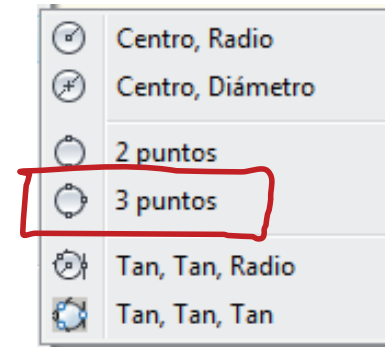 Centro, Radio
Centro, Diámetro
2 puntos
3 puntos
Tan, Tan, Radio
Tan, Tan, Tan